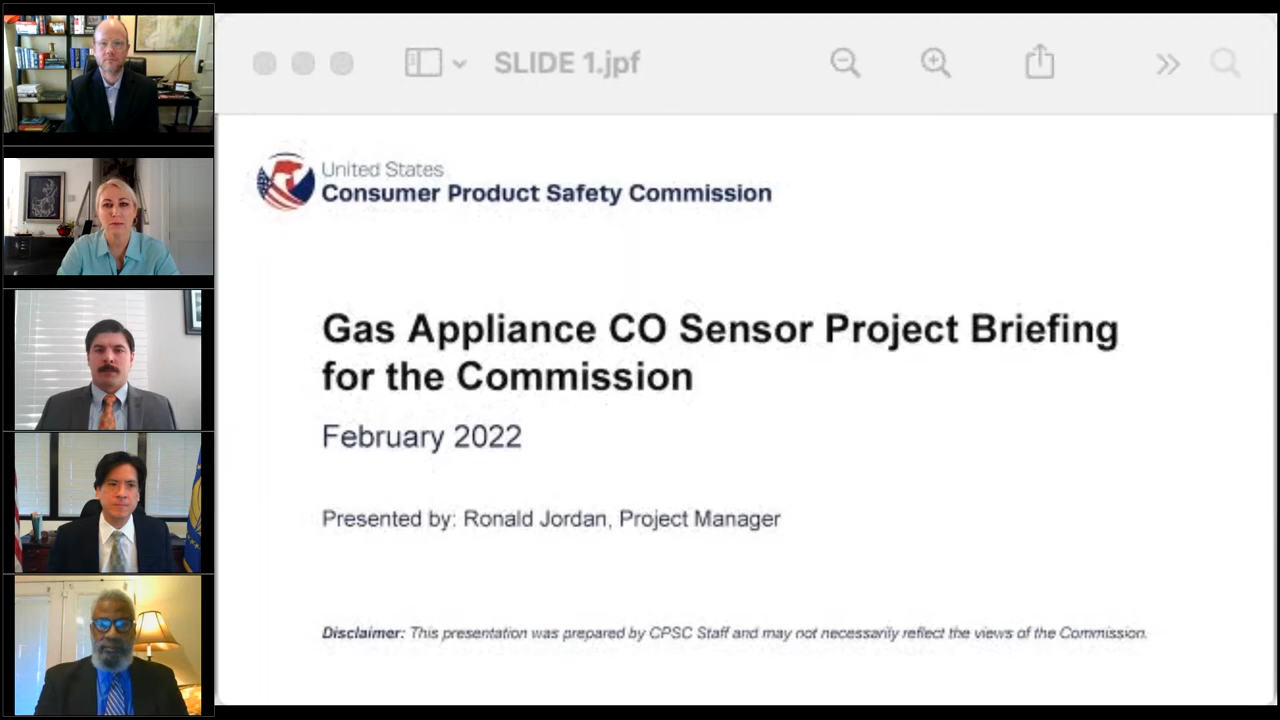 SLIDE 1.jpf
United States
Consumer Product Safety Commission
Gas Appliance CO Sensor Project Briefing
for the Commission
February 2022
Presented by: Ronald Jordan, Project Manager
Disclaimer: This presentation was prepared by CPSC Staff and may not necessarily reflect the views of the Commission.